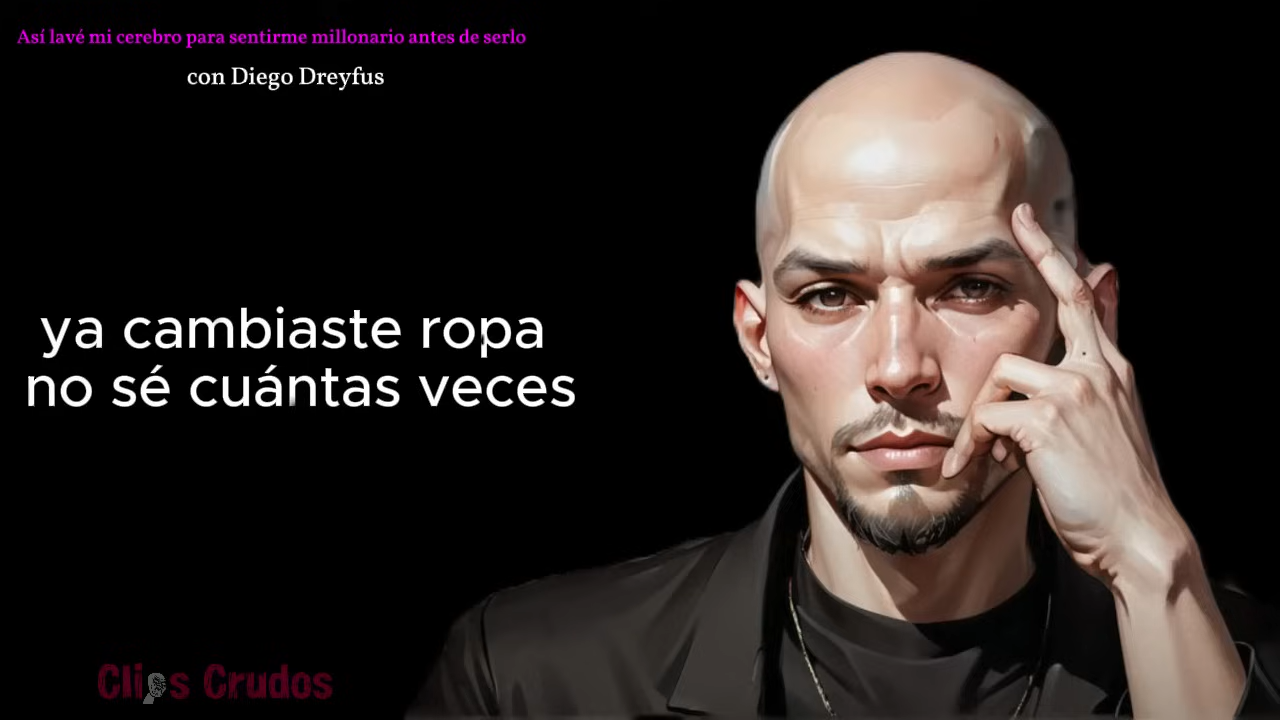 Así lavé mi cerebro para sentirme millonario antes de serlo
con Diego Dreyfus
ya cambiaste ropa
no sé cuántas veces
Clips Crudos